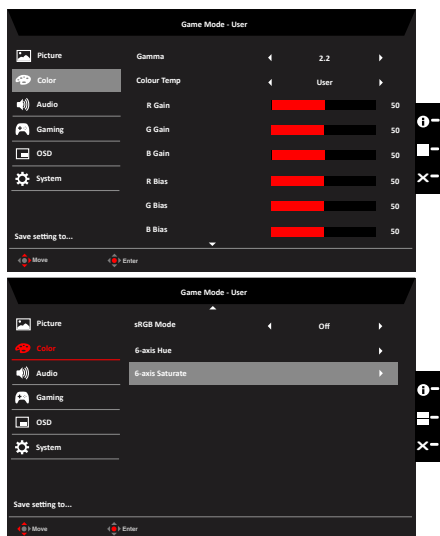 Game Mode - User
Picture Gamma 2.2
Color Colour Temp User
Audio R Gain 50
Gaming G Gain 50
OSD B Gain 50
System R Bias 50
G Bias 50
B Bias 50
Save setting to...
Move Enter
Game Mode - User
Picture sRGB Mode Off
Color 6-axis Hue
Audio 6-axis Saturate
Gaming
OSD
System
Save setting to...
Move Enter